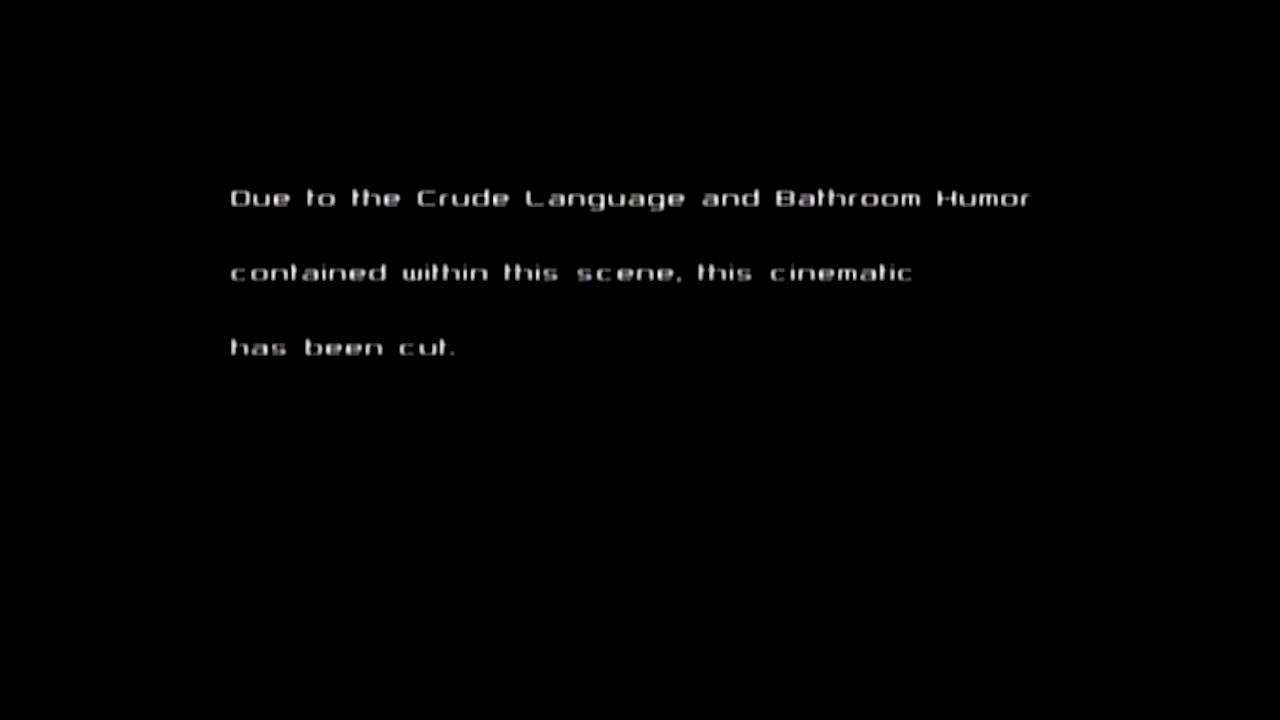 Due to the Crude Language and Bathroom Humor
contained within this scene, this cinematic
has been cut.